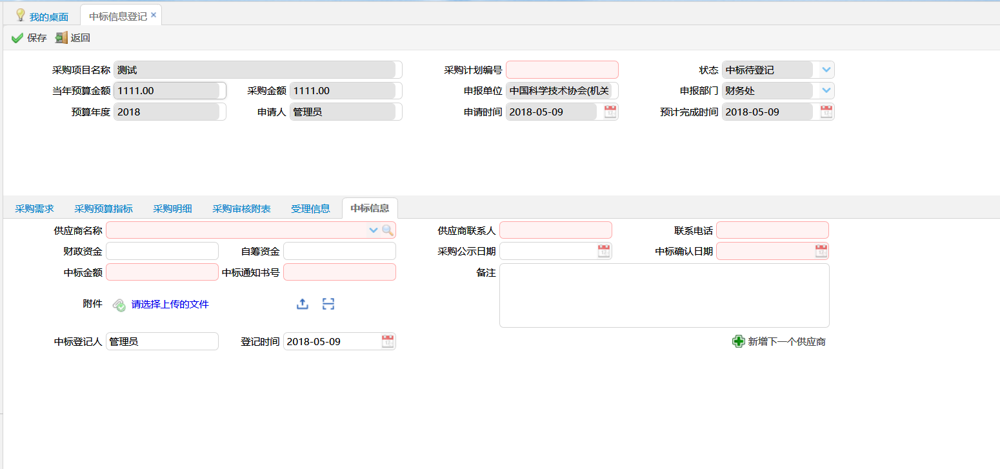 我的桌面 中标信息登记
保存 返回
采购项目名称 测试 采购计划编号 状态 中标待登记
当年预算金额 1111.00 采购金额 1111.00 申报单位 中国科学技术协会(机关 申报部门 财务处
预算年度 2018 申请人 管理员 申请时间 2018-05-09 预计完成时间 2018-05-09
采购需求 采购预算指标 采购明细 采购审核附表 受理信息 中标信息
供应商名称 供应商联系人 联系电话
财政资金 自筹资金 采购公示日期 中标确认日期
中标金额 中标通知书号 备注
附件 请选择上传的文件
中标登记人 管理员 登记时间 2018-05-09 新增下一个供应商